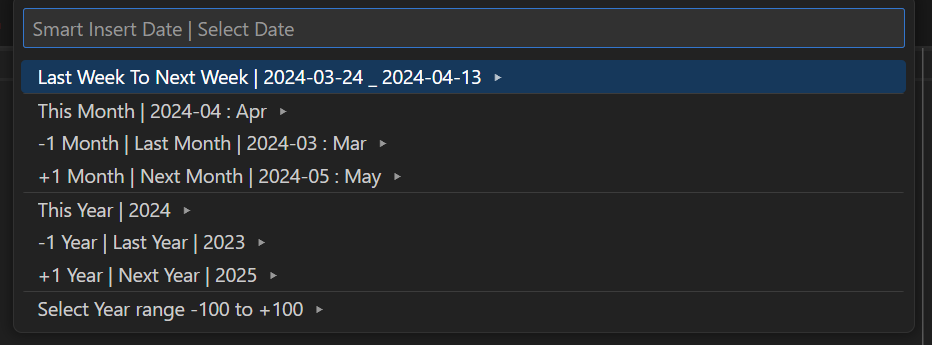 Smart Insert Date | Select Date
Last Week To Next Week | 2024-03-24 _ 2024-04-13 ▸
This Month | 2024-04 : Apr ▸
-1 Month | Last Month | 2024-03 : Mar ▸
+1 Month | Next Month | 2024-05 : May ▸
This Year | 2024 ▸
-1 Year | Last Year | 2023 ▸
+1 Year | Next Year | 2025 ▸
Select Year range -100 to +100 ▸